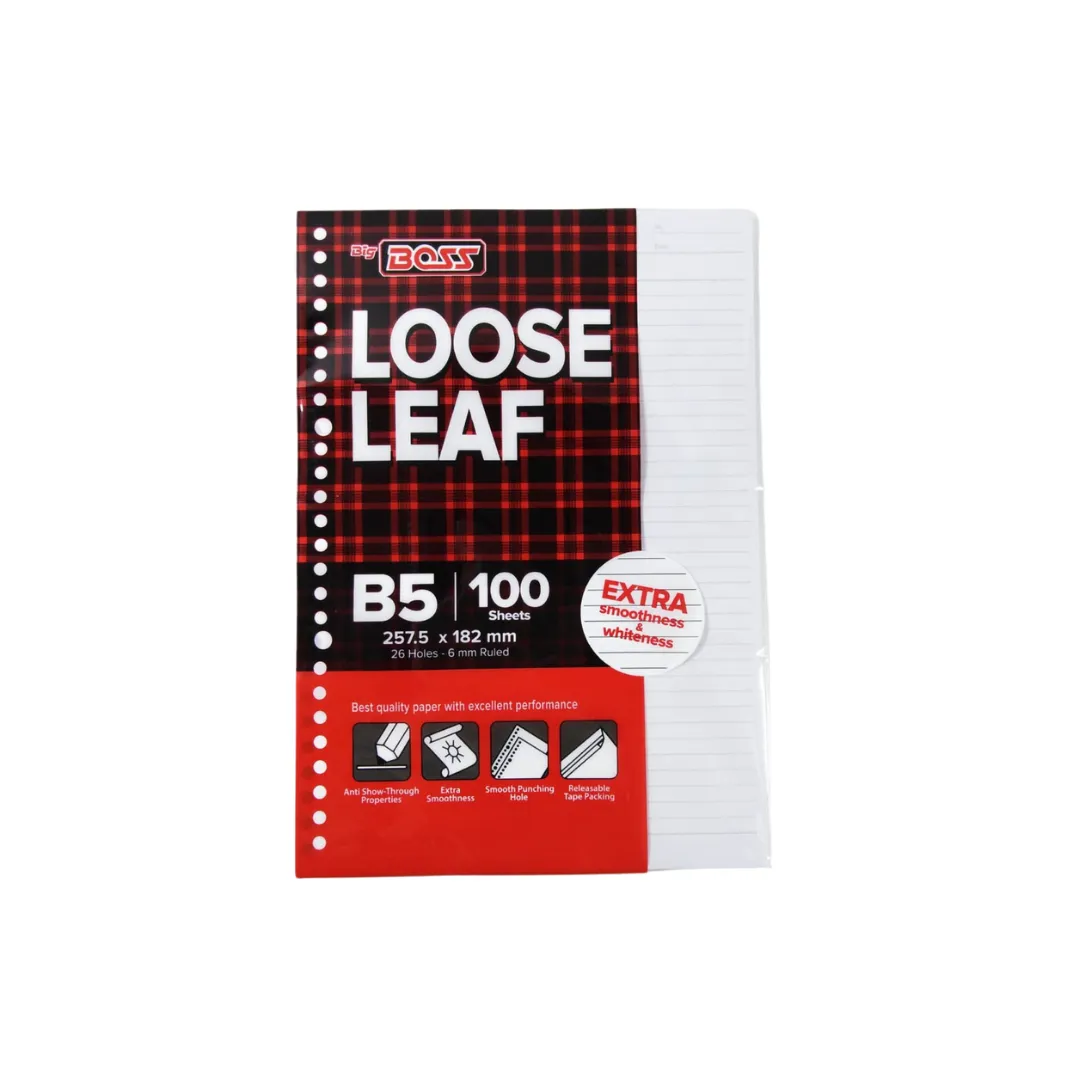 Big BOSS
LOOSE
LEAF
B5 | 100
Sheets
257.5 x 182 mm
26 Holes - 6 mm Ruled
EXTRA
smoothness
&
whiteness
Best quality paper with excellent performance
Anti Show-Through
Properties
Extra
Smoothness
Smooth Punching
Hole
Releasable
Tape Packing